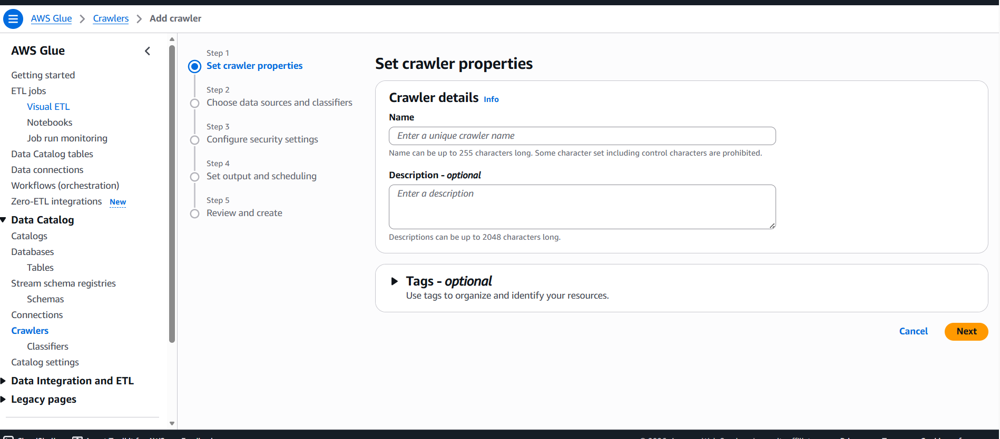 AWS Glue > Crawlers > Add crawler
AWS Glue
Getting started
ETL jobs
Visual ETL
Notebooks
Job run monitoring
Data Catalog tables
Data connections
Workflows (orchestration)
Zero-ETL integrations New
Data Catalog
Catalogs
Databases
Tables
Stream schema registries
Schemas
Connections
Crawlers
Classifiers
Catalog settings
Data Integration and ETL
Legacy pages
Step 1
Set crawler properties
Step 2
Choose data sources and classifiers
Step 3
Configure security settings
Step 4
Set output and scheduling
Step 5
Review and create
Set crawler properties
Crawler details Info
Name
Enter a unique crawler name
Name can be up to 255 characters long. Some character set including control characters are prohibited.
Description - optional
Enter a description
Descriptions can be up to 2048 characters long.
Tags - optional
Use tags to organize and identify your resources.
Cancel Next